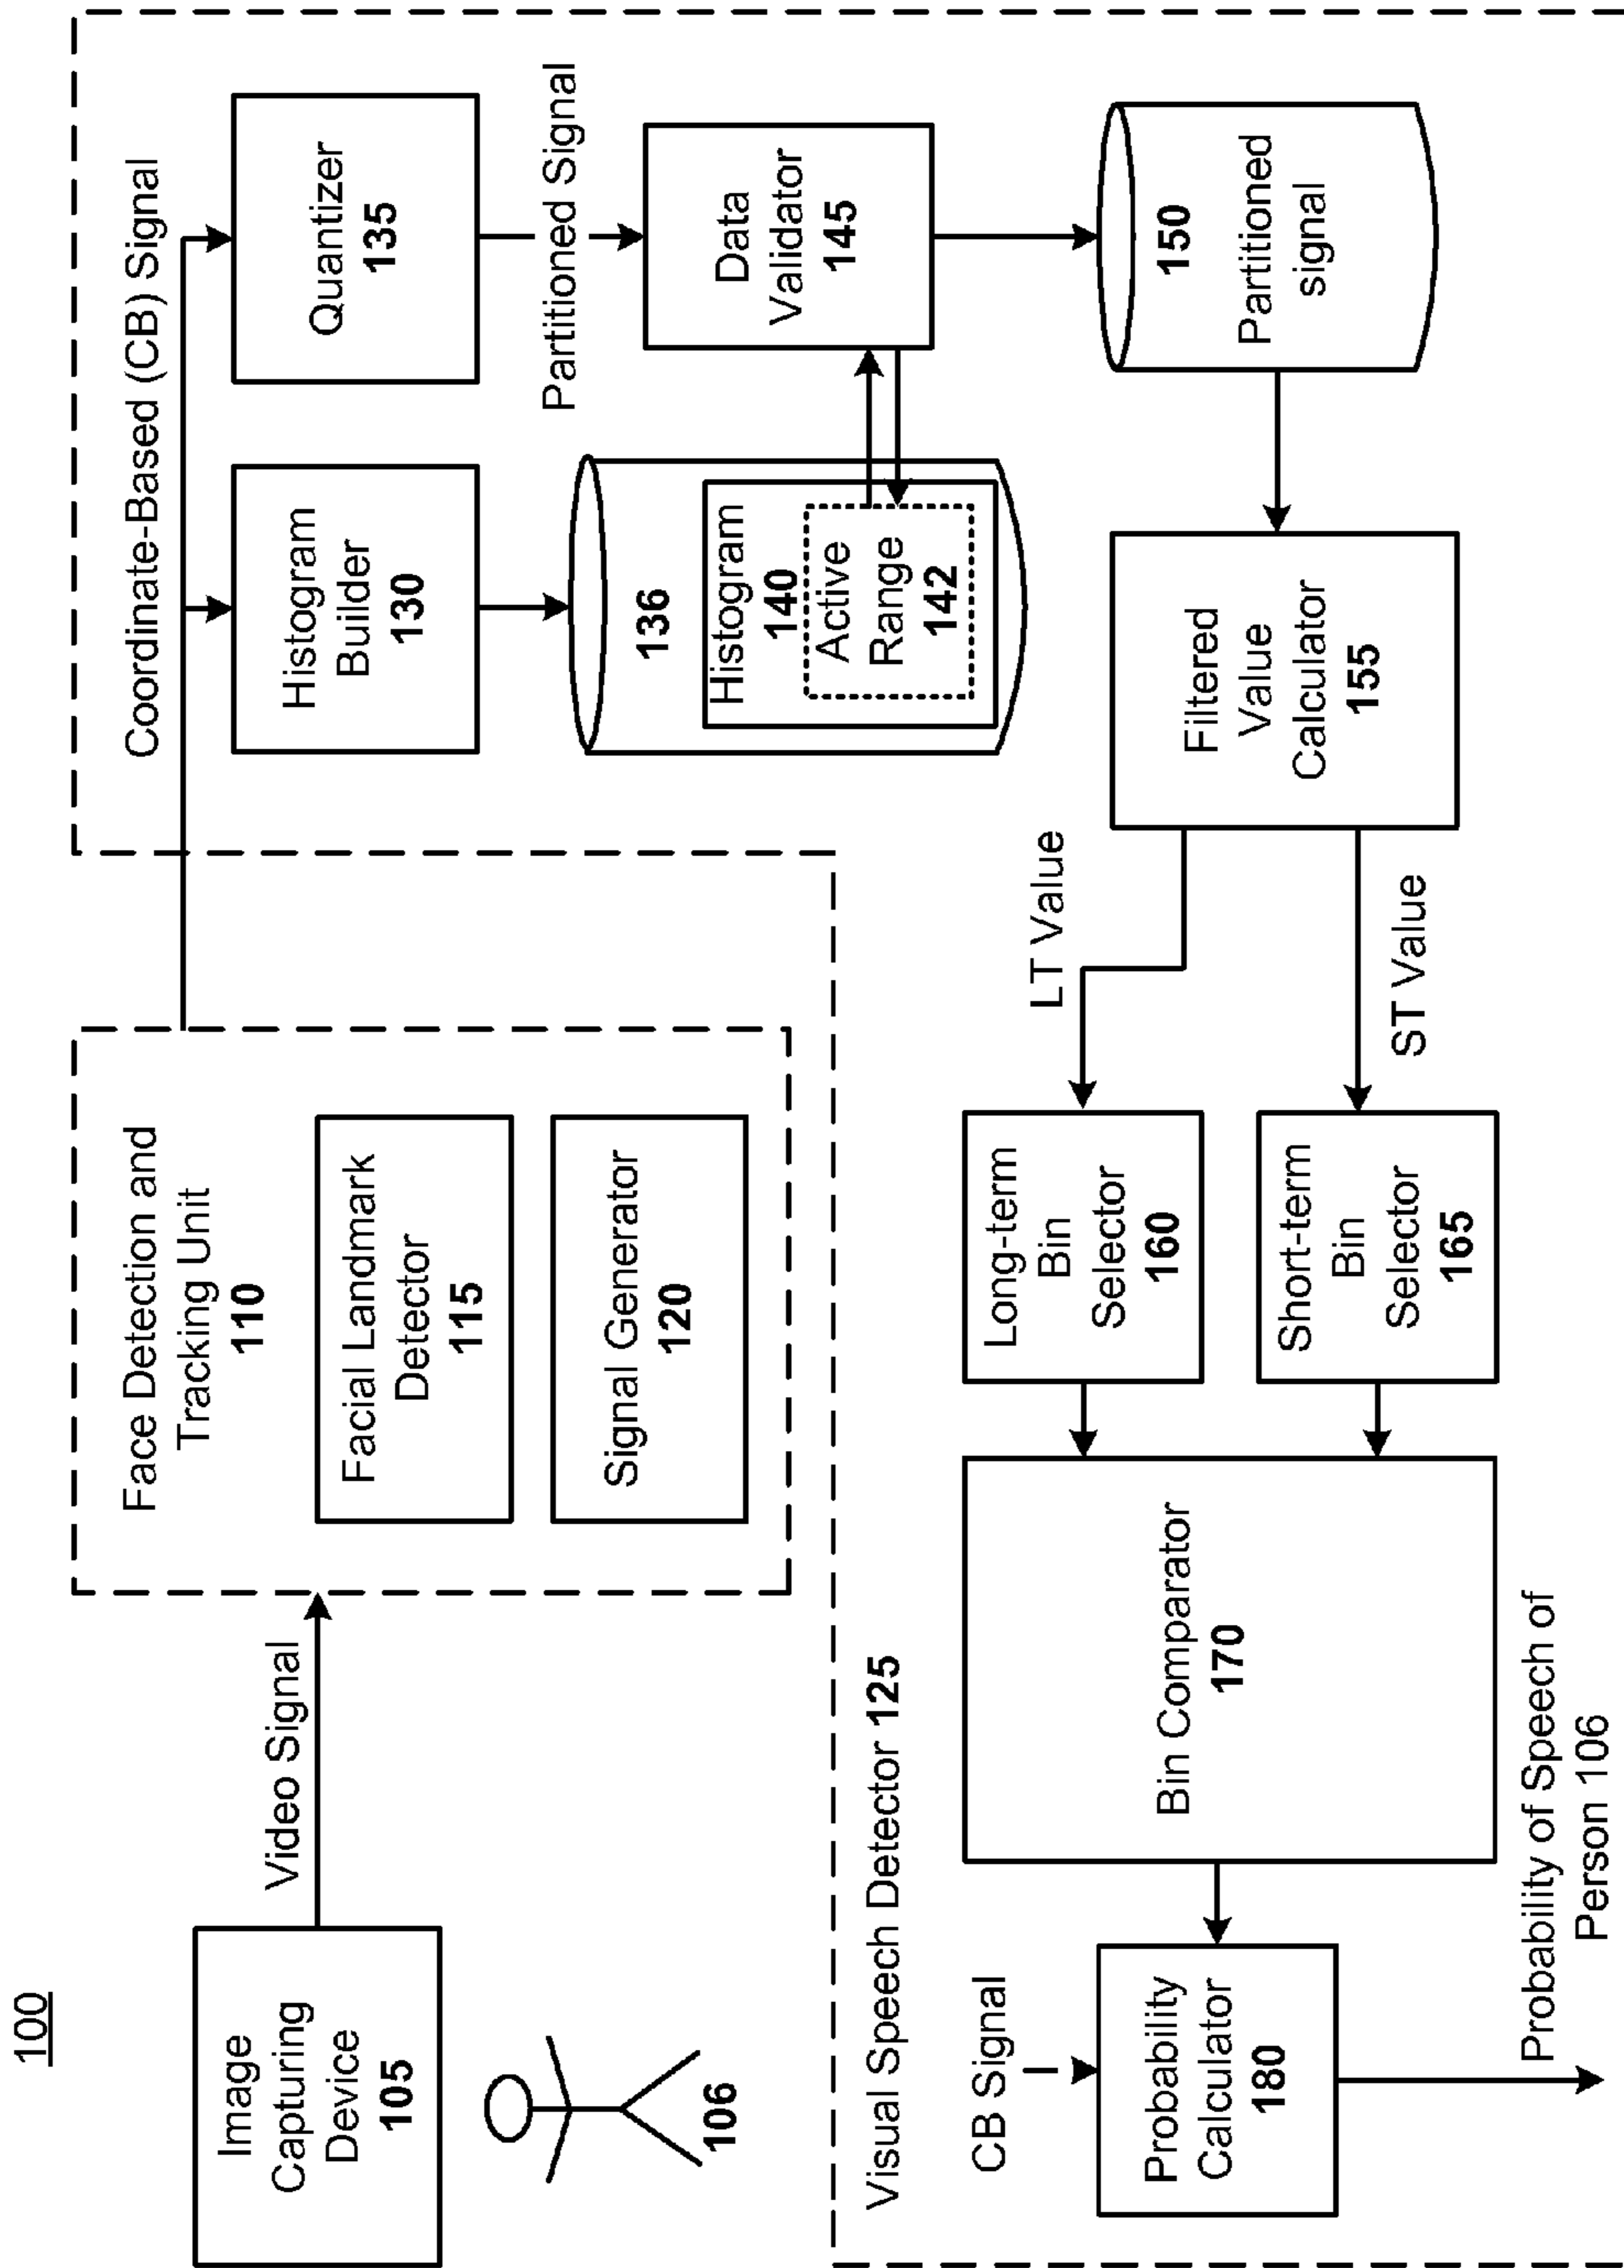 100
Image
Capturing
Device
105
106
Video Signal
Face Detection and
Tracking Unit
110
Facial Landmark
Detector
115
Signal Generator
120
Coordinate-Based (CB) Signal
Histogram
Builder
130
Quantizer
135
Partitioned Signal
136
Histogram
140
Active
Range
142
Data
Validator
145
150
Partitioned
signal
Filtered
Value
Calculator
155
LT Value
ST Value
Long-term
Bin
Selector
160
Short-term
Bin
Selector
165
Bin Comparator
170
Visual Speech Detector 125
CB Signal
Probability
Calculator
180
Probability of Speech of
Person 106